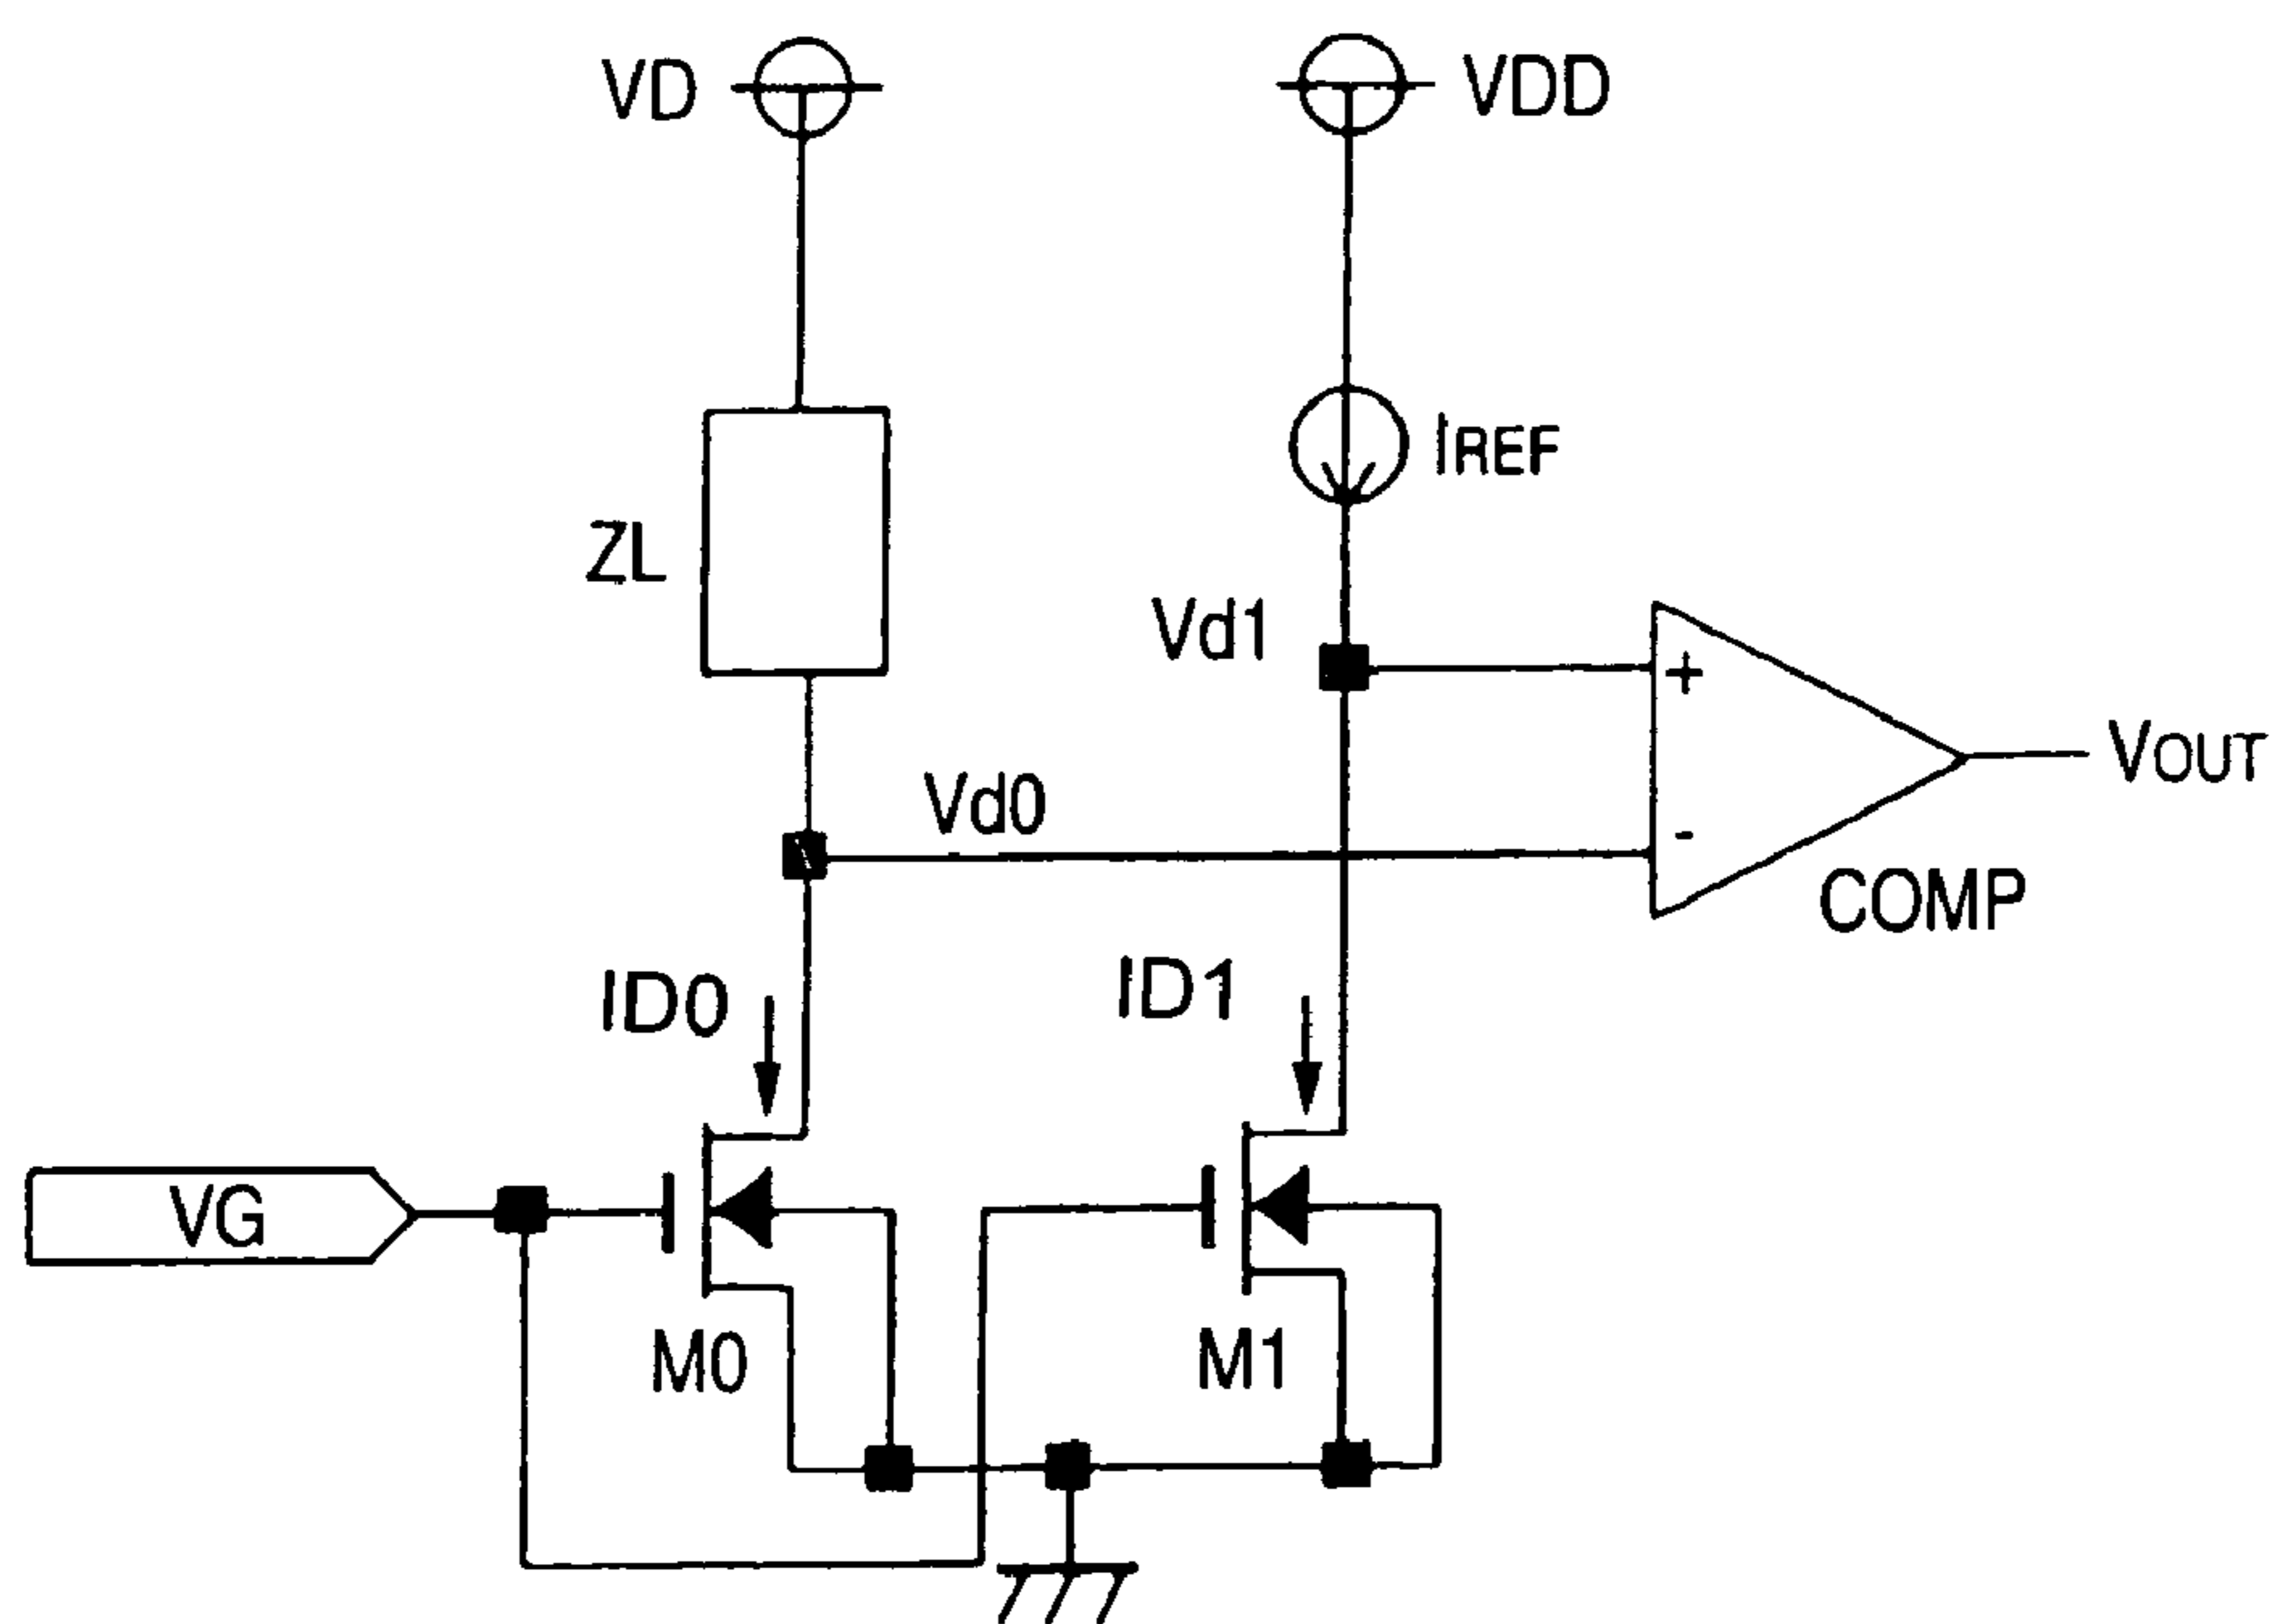 VD
VDD
IREF
ZL
Vd1
+
VOUT
Vd0
-
COMP
ID0
ID1
VG
M0
M1